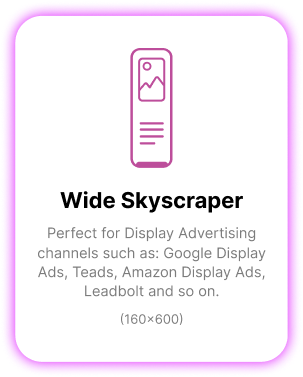 Wide Skyscraper
Perfect for Display Advertising
channels such as: Google Display
Ads, Teads, Amazon Display Ads,
Leadbolt and so on.
(160×600)